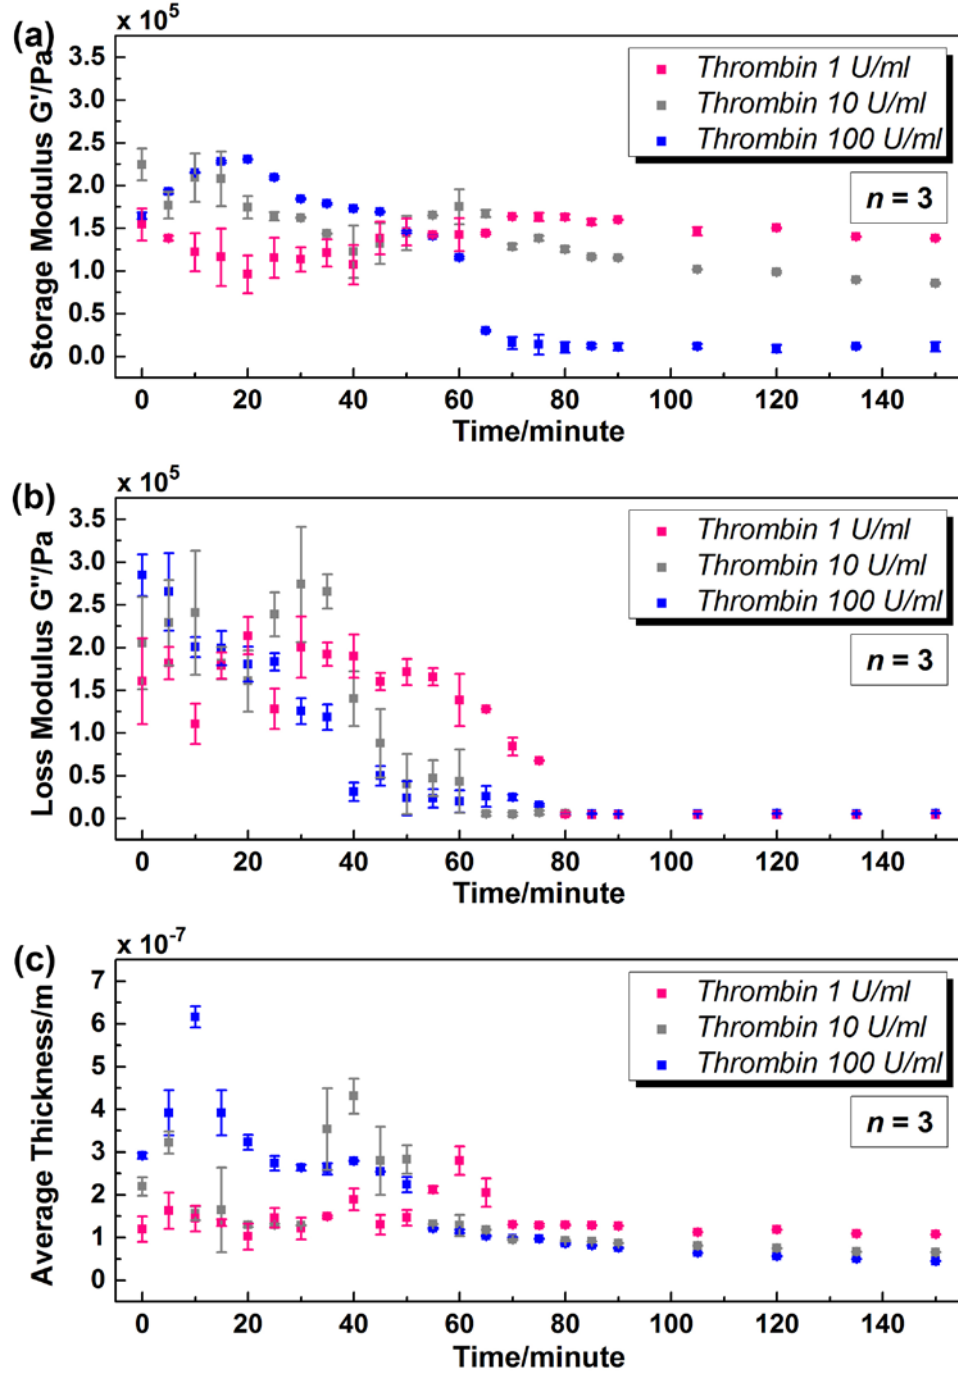 (a)
x 10⁵
Storage Modulus G'/Pa
3.5
3.0
2.5
2.0
1.5
1.0
0.5
0.0
Thrombin 1 U/ml
Thrombin 10 U/ml
Thrombin 100 U/ml
n = 3
0 20 40 60 80 100 120 140
Time/minute
(b)
x 10⁵
Loss Modulus G''/Pa
3.5
3.0
2.5
2.0
1.5
1.0
0.5
0.0
Thrombin 1 U/ml
Thrombin 10 U/ml
Thrombin 100 U/ml
n = 3
0 20 40 60 80 100 120 140
Time/minute
(c)
x 10⁻⁷
Average Thickness/m
7
6
5
4
3
2
1
0
Thrombin 1 U/ml
Thrombin 10 U/ml
Thrombin 100 U/ml
n = 3
0 20 40 60 80 100 120 140
Time/minute